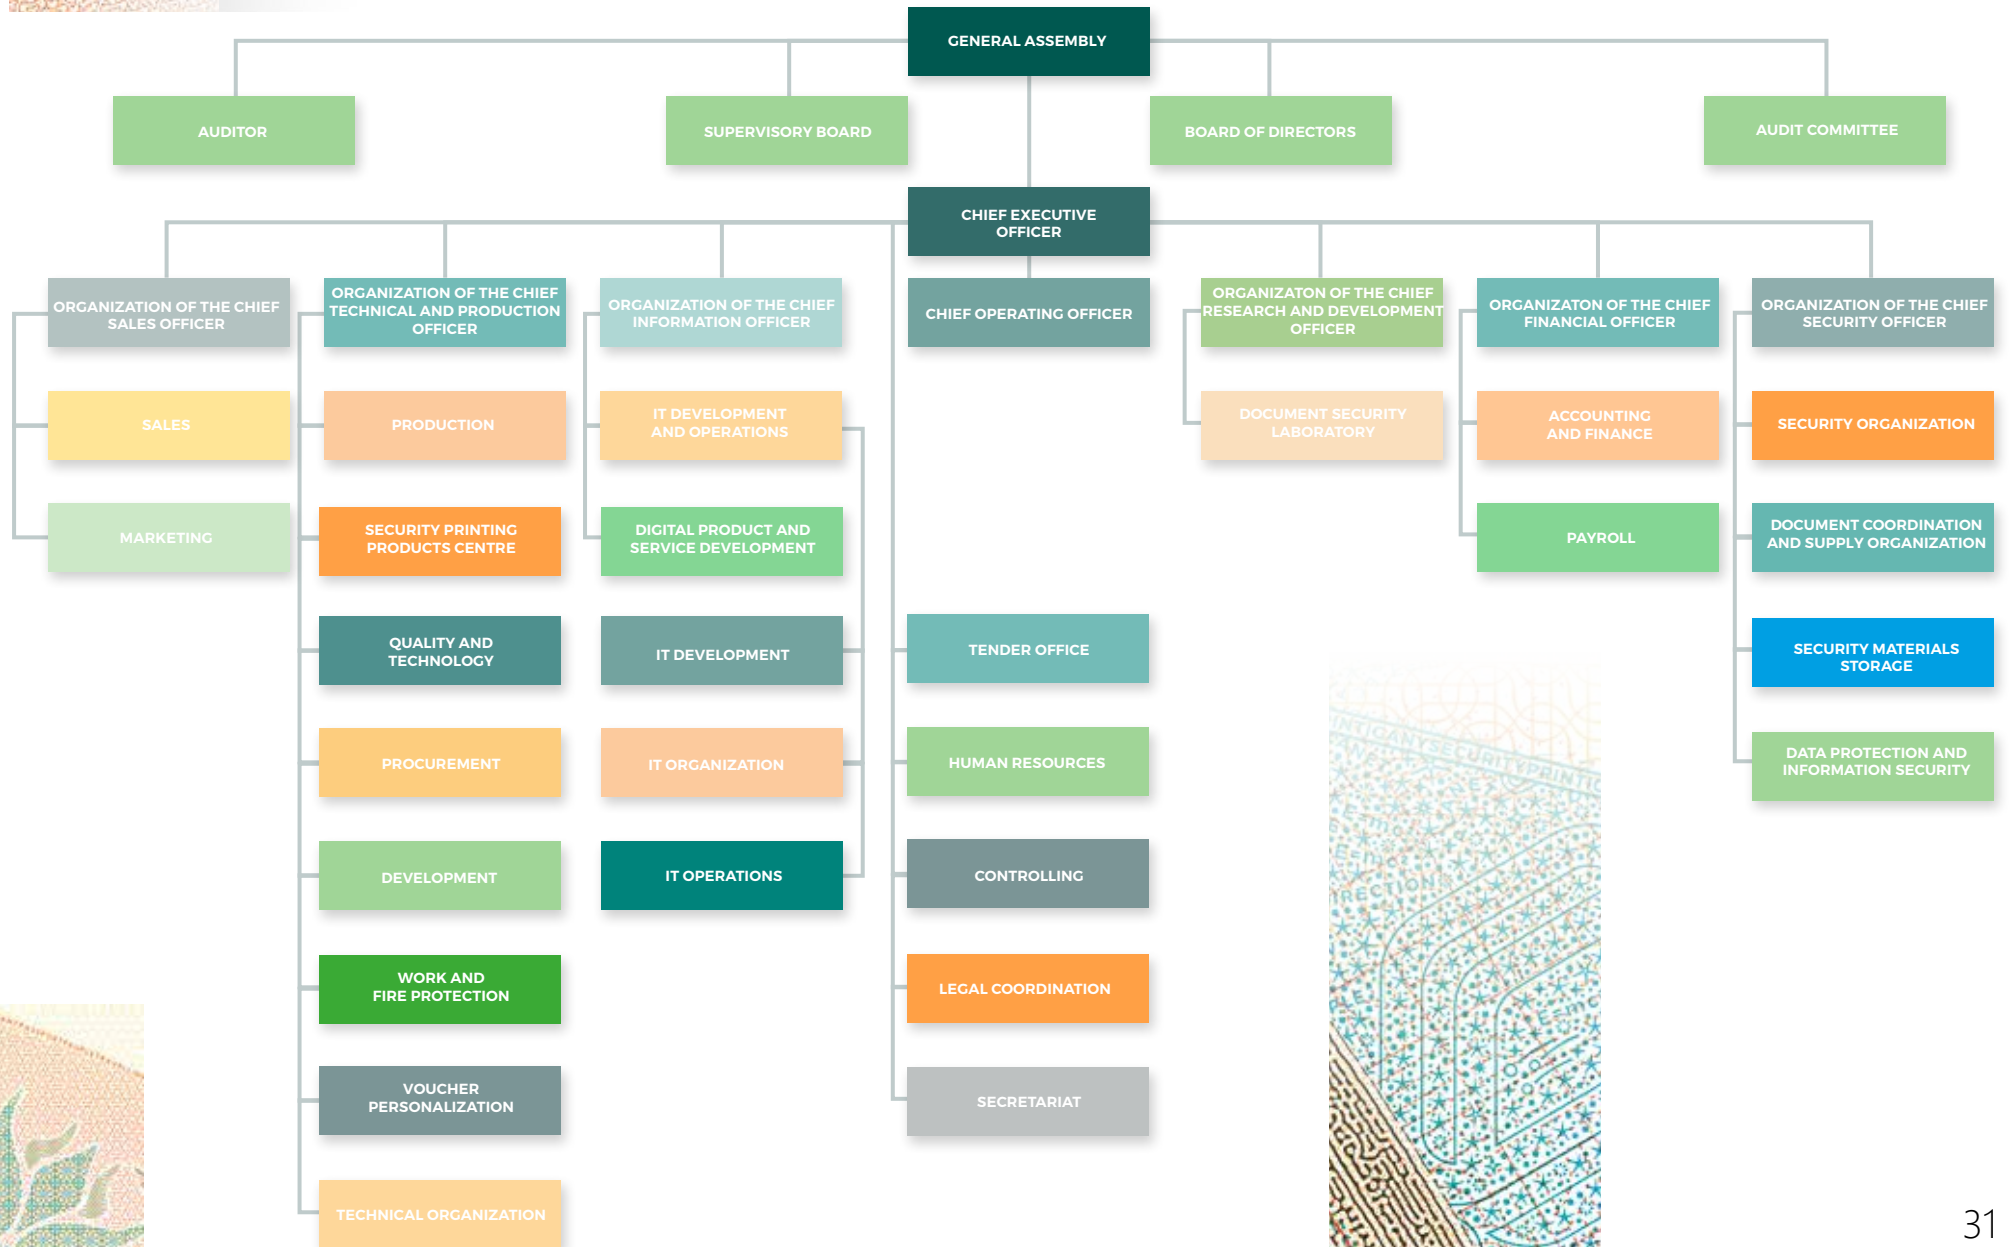 GENERAL ASSEMBLY
AUDITOR
SUPERVISORY BOARD
BOARD OF DIRECTORS
AUDIT COMMITTEE
CHIEF EXECUTIVE
OFFICER
ORGANIZATION OF THE CHIEF
SALES OFFICER
ORGANIZATION OF THE CHIEF
TECHNICAL AND PRODUCTION
OFFICER
ORGANIZATION OF THE CHIEF
INFORMATION OFFICER
CHIEF OPERATING OFFICER
ORGANIZATON OF THE CHIEF
RESEARCH AND DEVELOPMENT
OFFICER
ORGANIZATON OF THE CHIEF
FINANCIAL OFFICER
ORGANIZATION OF THE CHIEF
SECURITY OFFICER
SALES
PRODUCTION
IT DEVELOPMENT
AND OPERATIONS
DOCUMENT SECURITY
LABORATORY
ACCOUNTING
AND FINANCE
SECURITY ORGANIZATION
MARKETING
SECURITY PRINTING
PRODUCTS CENTRE
DIGITAL PRODUCT AND
SERVICE DEVELOPMENT
PAYROLL
DOCUMENT COORDINATION
AND SUPPLY ORGANIZATION
QUALITY AND
TECHNOLOGY
IT DEVELOPMENT
TENDER OFFICE
SECURITY MATERIALS
STORAGE
PROCUREMENT
IT ORGANIZATION
HUMAN RESOURCES
DATA PROTECTION AND
INFORMATION SECURITY
DEVELOPMENT
IT OPERATIONS
CONTROLLING
WORK AND
FIRE PROTECTION
LEGAL COORDINATION
VOUCHER
PERSONALIZATION
SECRETARIAT
TECHNICAL ORGANIZATION
31